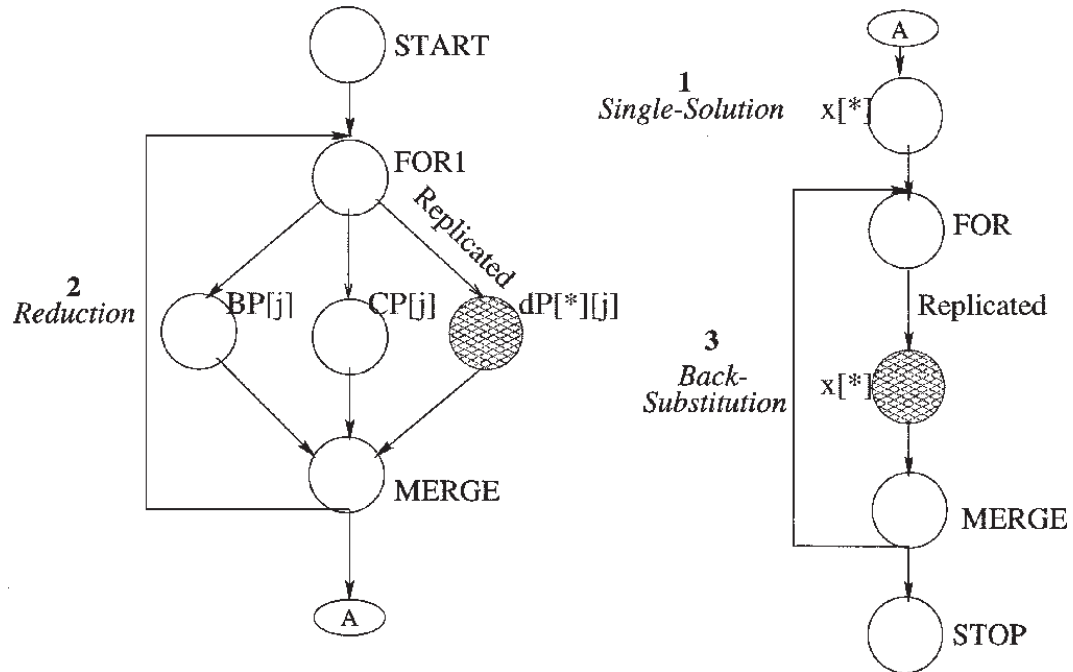 START
FOR1
Replicated
2
Reduction
BP[j]
CP[j]
dP[*][j]
MERGE
A
A
1
Single-Solution
x[*]
FOR
Replicated
3
Back-
Substitution
x[*]
MERGE
STOP